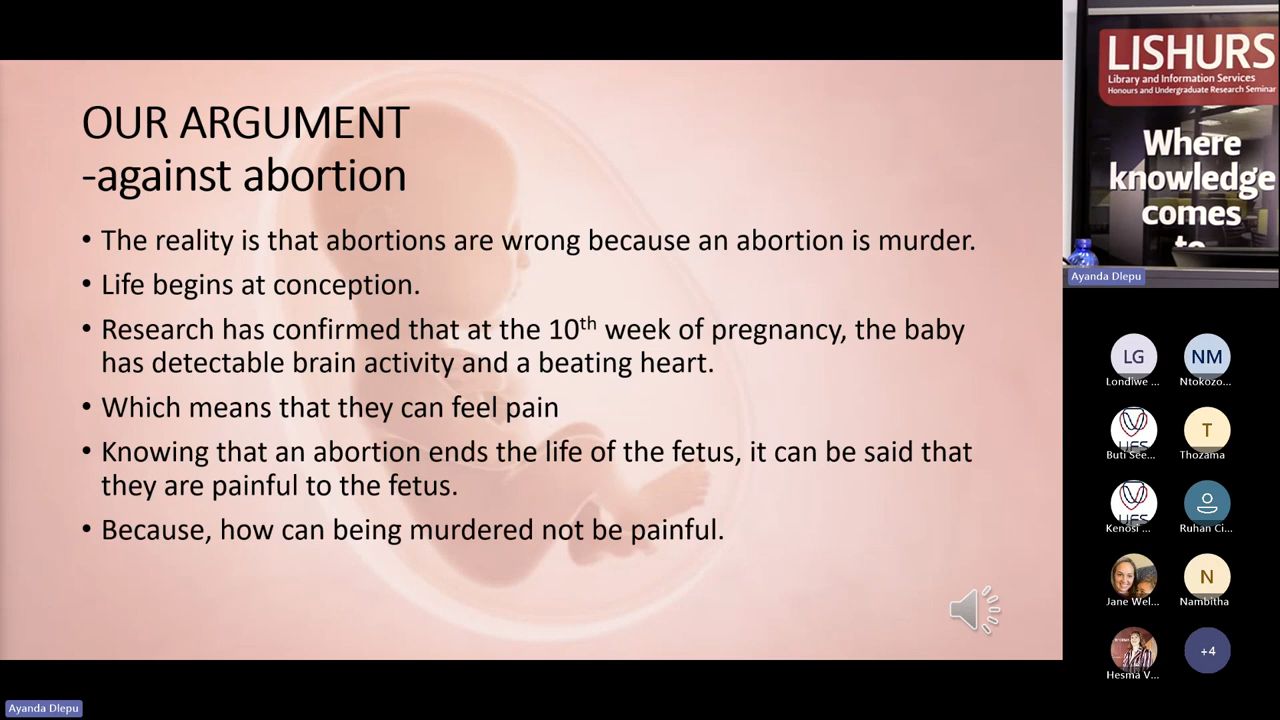 OUR ARGUMENT
-against abortion
• The reality is that abortions are wrong because an abortion is murder.
• Life begins at conception.
• Research has confirmed that at the 10th week of pregnancy, the baby
has detectable brain activity and a beating heart.
• Which means that they can feel pain
• Knowing that an abortion ends the life of the fetus, it can be said that
they are painful to the fetus.
• Because, how can being murdered not be painful.
Ayanda Dlepu
LISHURS
Library and Information Services
Honours and Undergraduate Research Seminar
Where
knowledge
comes
to
Ayanda Dlepu
LG
NM
Londiwe ...
Ntokozo...
UFS
T
Buti See...
Thozama
UFS
Kenosi ...
Ruhan Ci...
N
Jane Wel...
Nambitha
+4
Hesma V...